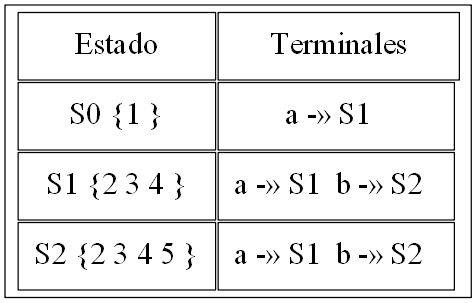 Estado Terminales
S0 {1 } a -» S1
S1 {2 3 4 } a -» S1 b -» S2
S2 {2 3 4 5 } a -» S1 b -» S2